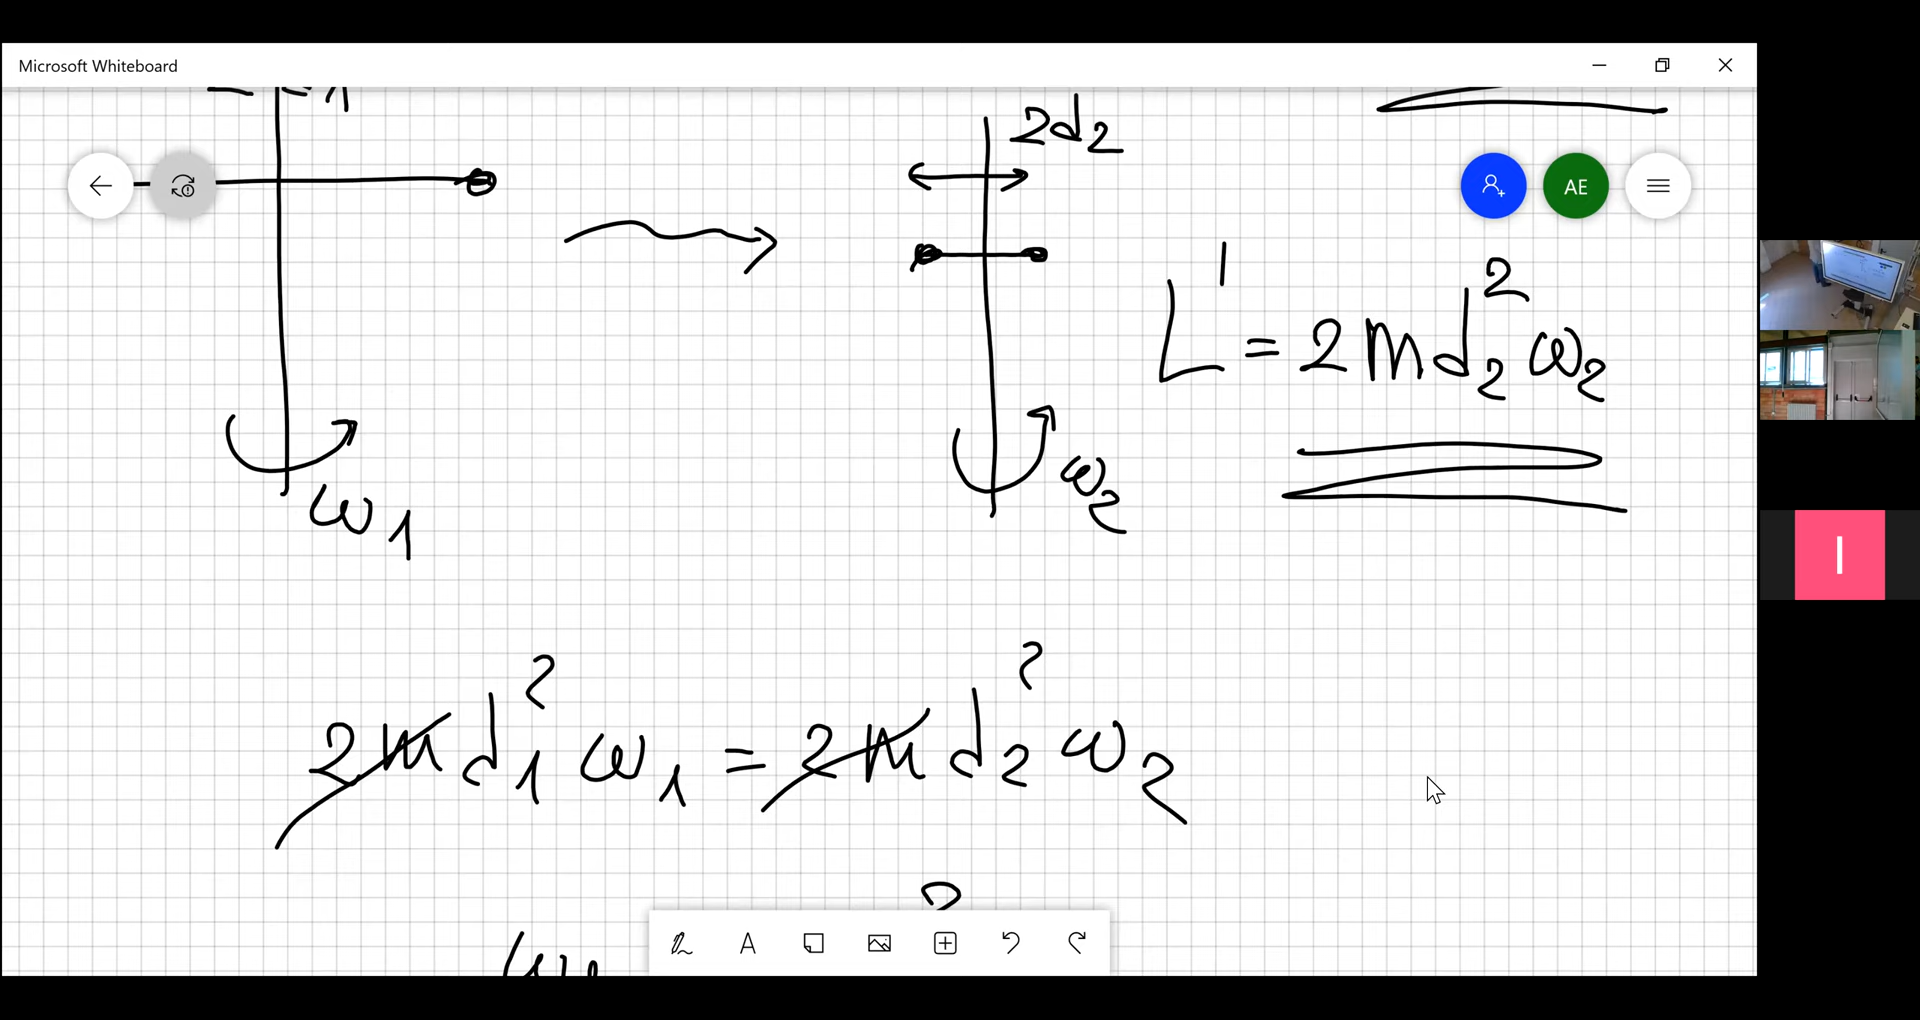 Microsoft Whiteboard
2d₂
AE
L' = 2md₂²ω₂
ω₁
ω₂
I
2md₁²ω₁ = 2md₂²ω₂
A